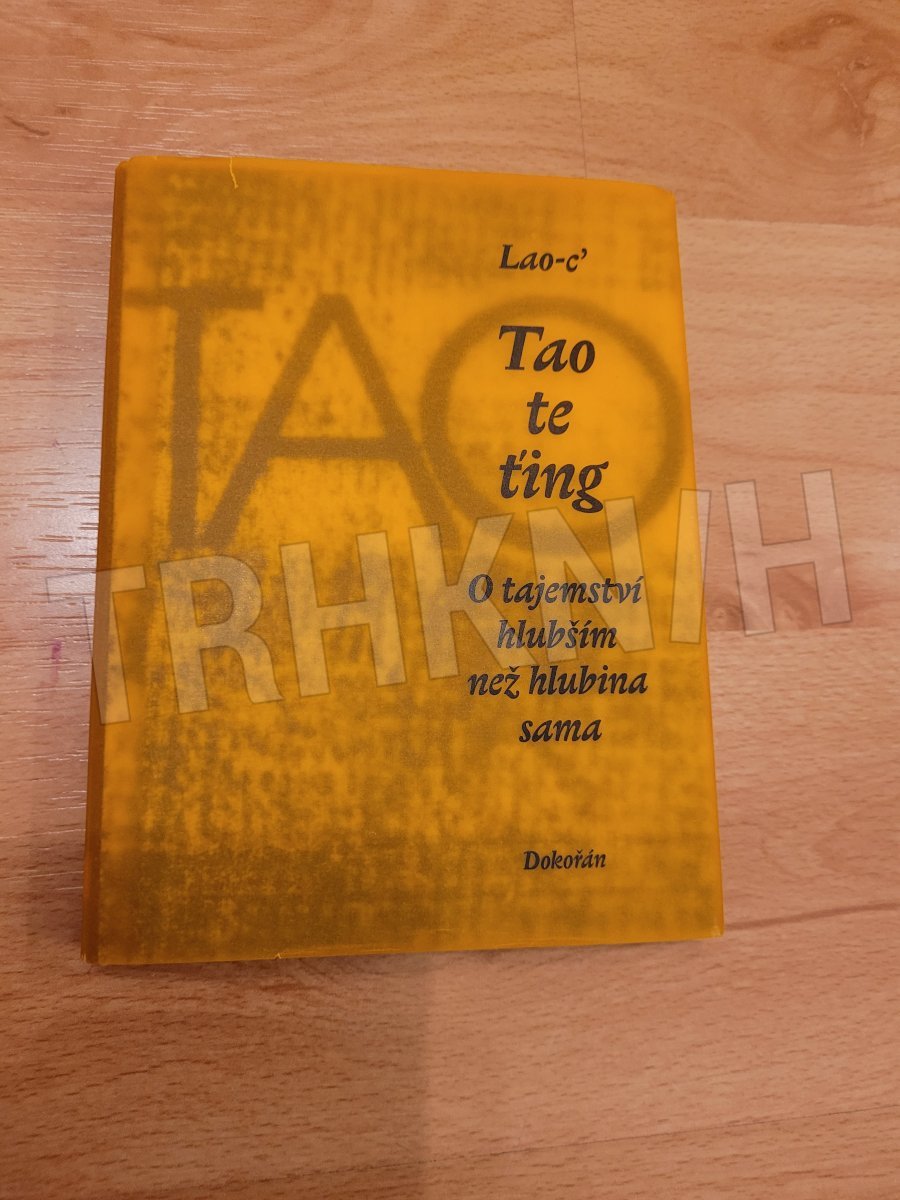 TAO
Lao-c’
Tao
te
ťing
O tajemství
hlubším
než hlubina
sama
Dokořán
TRHKNIH